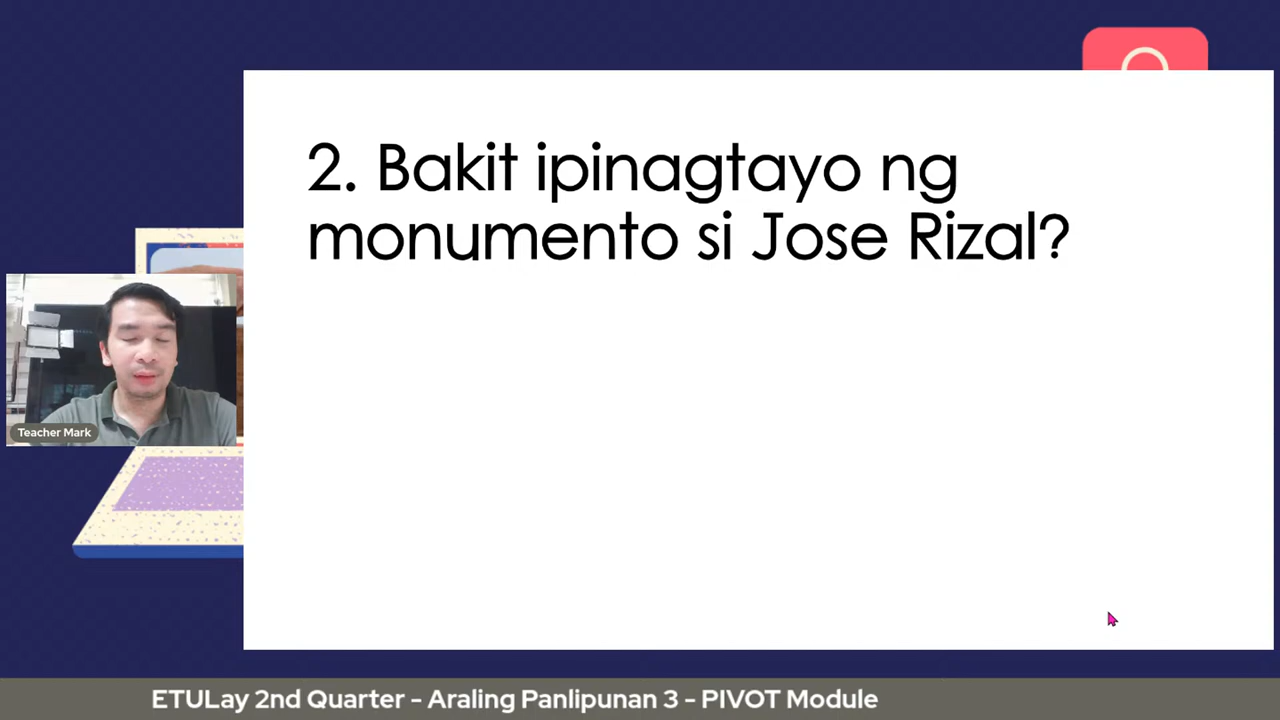 2. Bakit ipinagtayo ng
monumento si Jose Rizal?
Teacher Mark
ETULay 2nd Quarter - Araling Panlipunan 3 - PIVOT Module